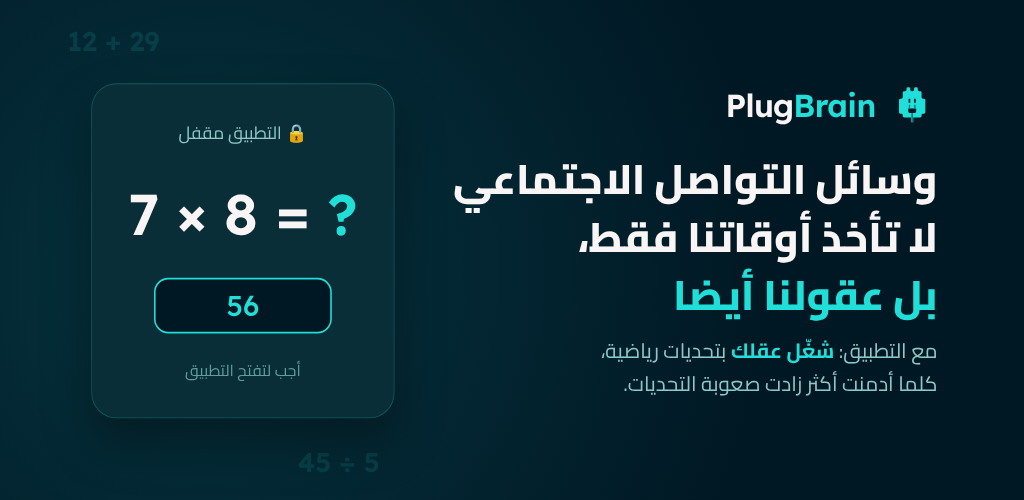 PlugBrain
وسائل التواصل الاجتماعي
لا تأخذ أوقاتنا فقط،
بل عقولنا أيضا
مع التطبيق: شغّل عقلك بتحديات رياضية،
كلما أدمنت أكثر زادت صعوبة التحديات.
12 + 29
🔒 التطبيق مقفل
7 × 8 = ?
56
أجب لتفتح التطبيق
45 ÷ 5